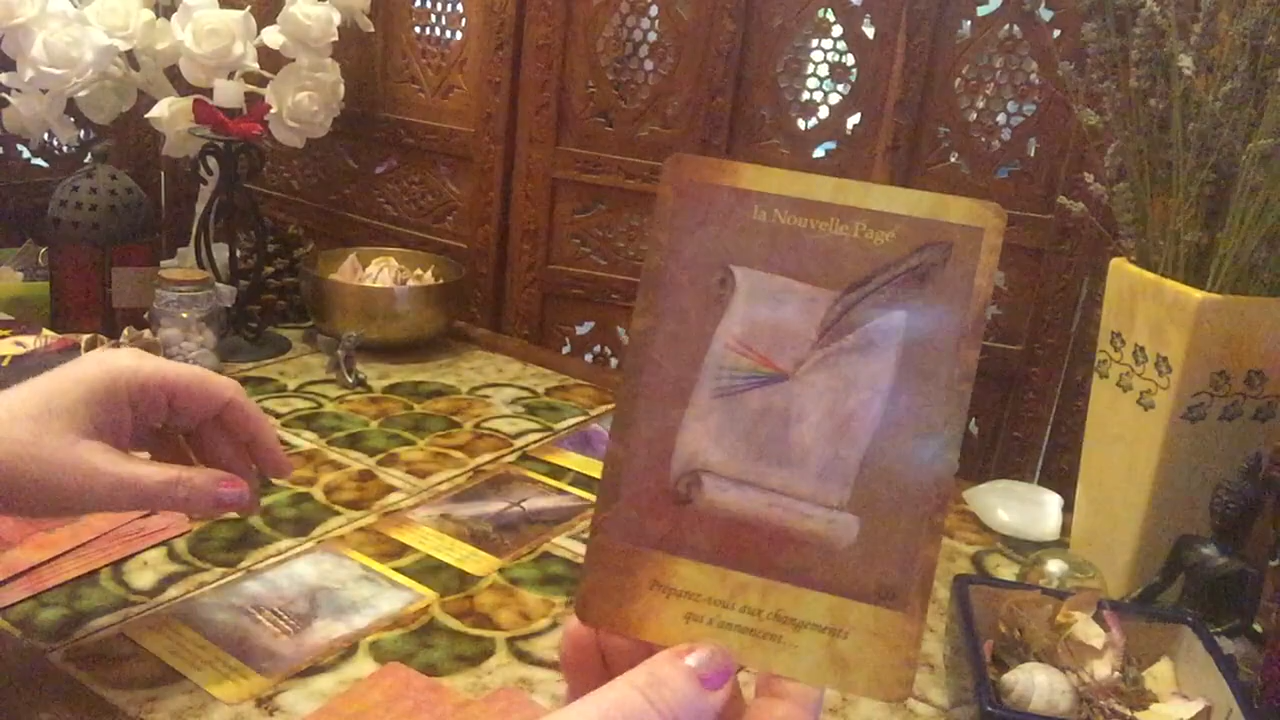 la Nouvelle Page
Préparez-vous aux changements
qui s'annoncent...